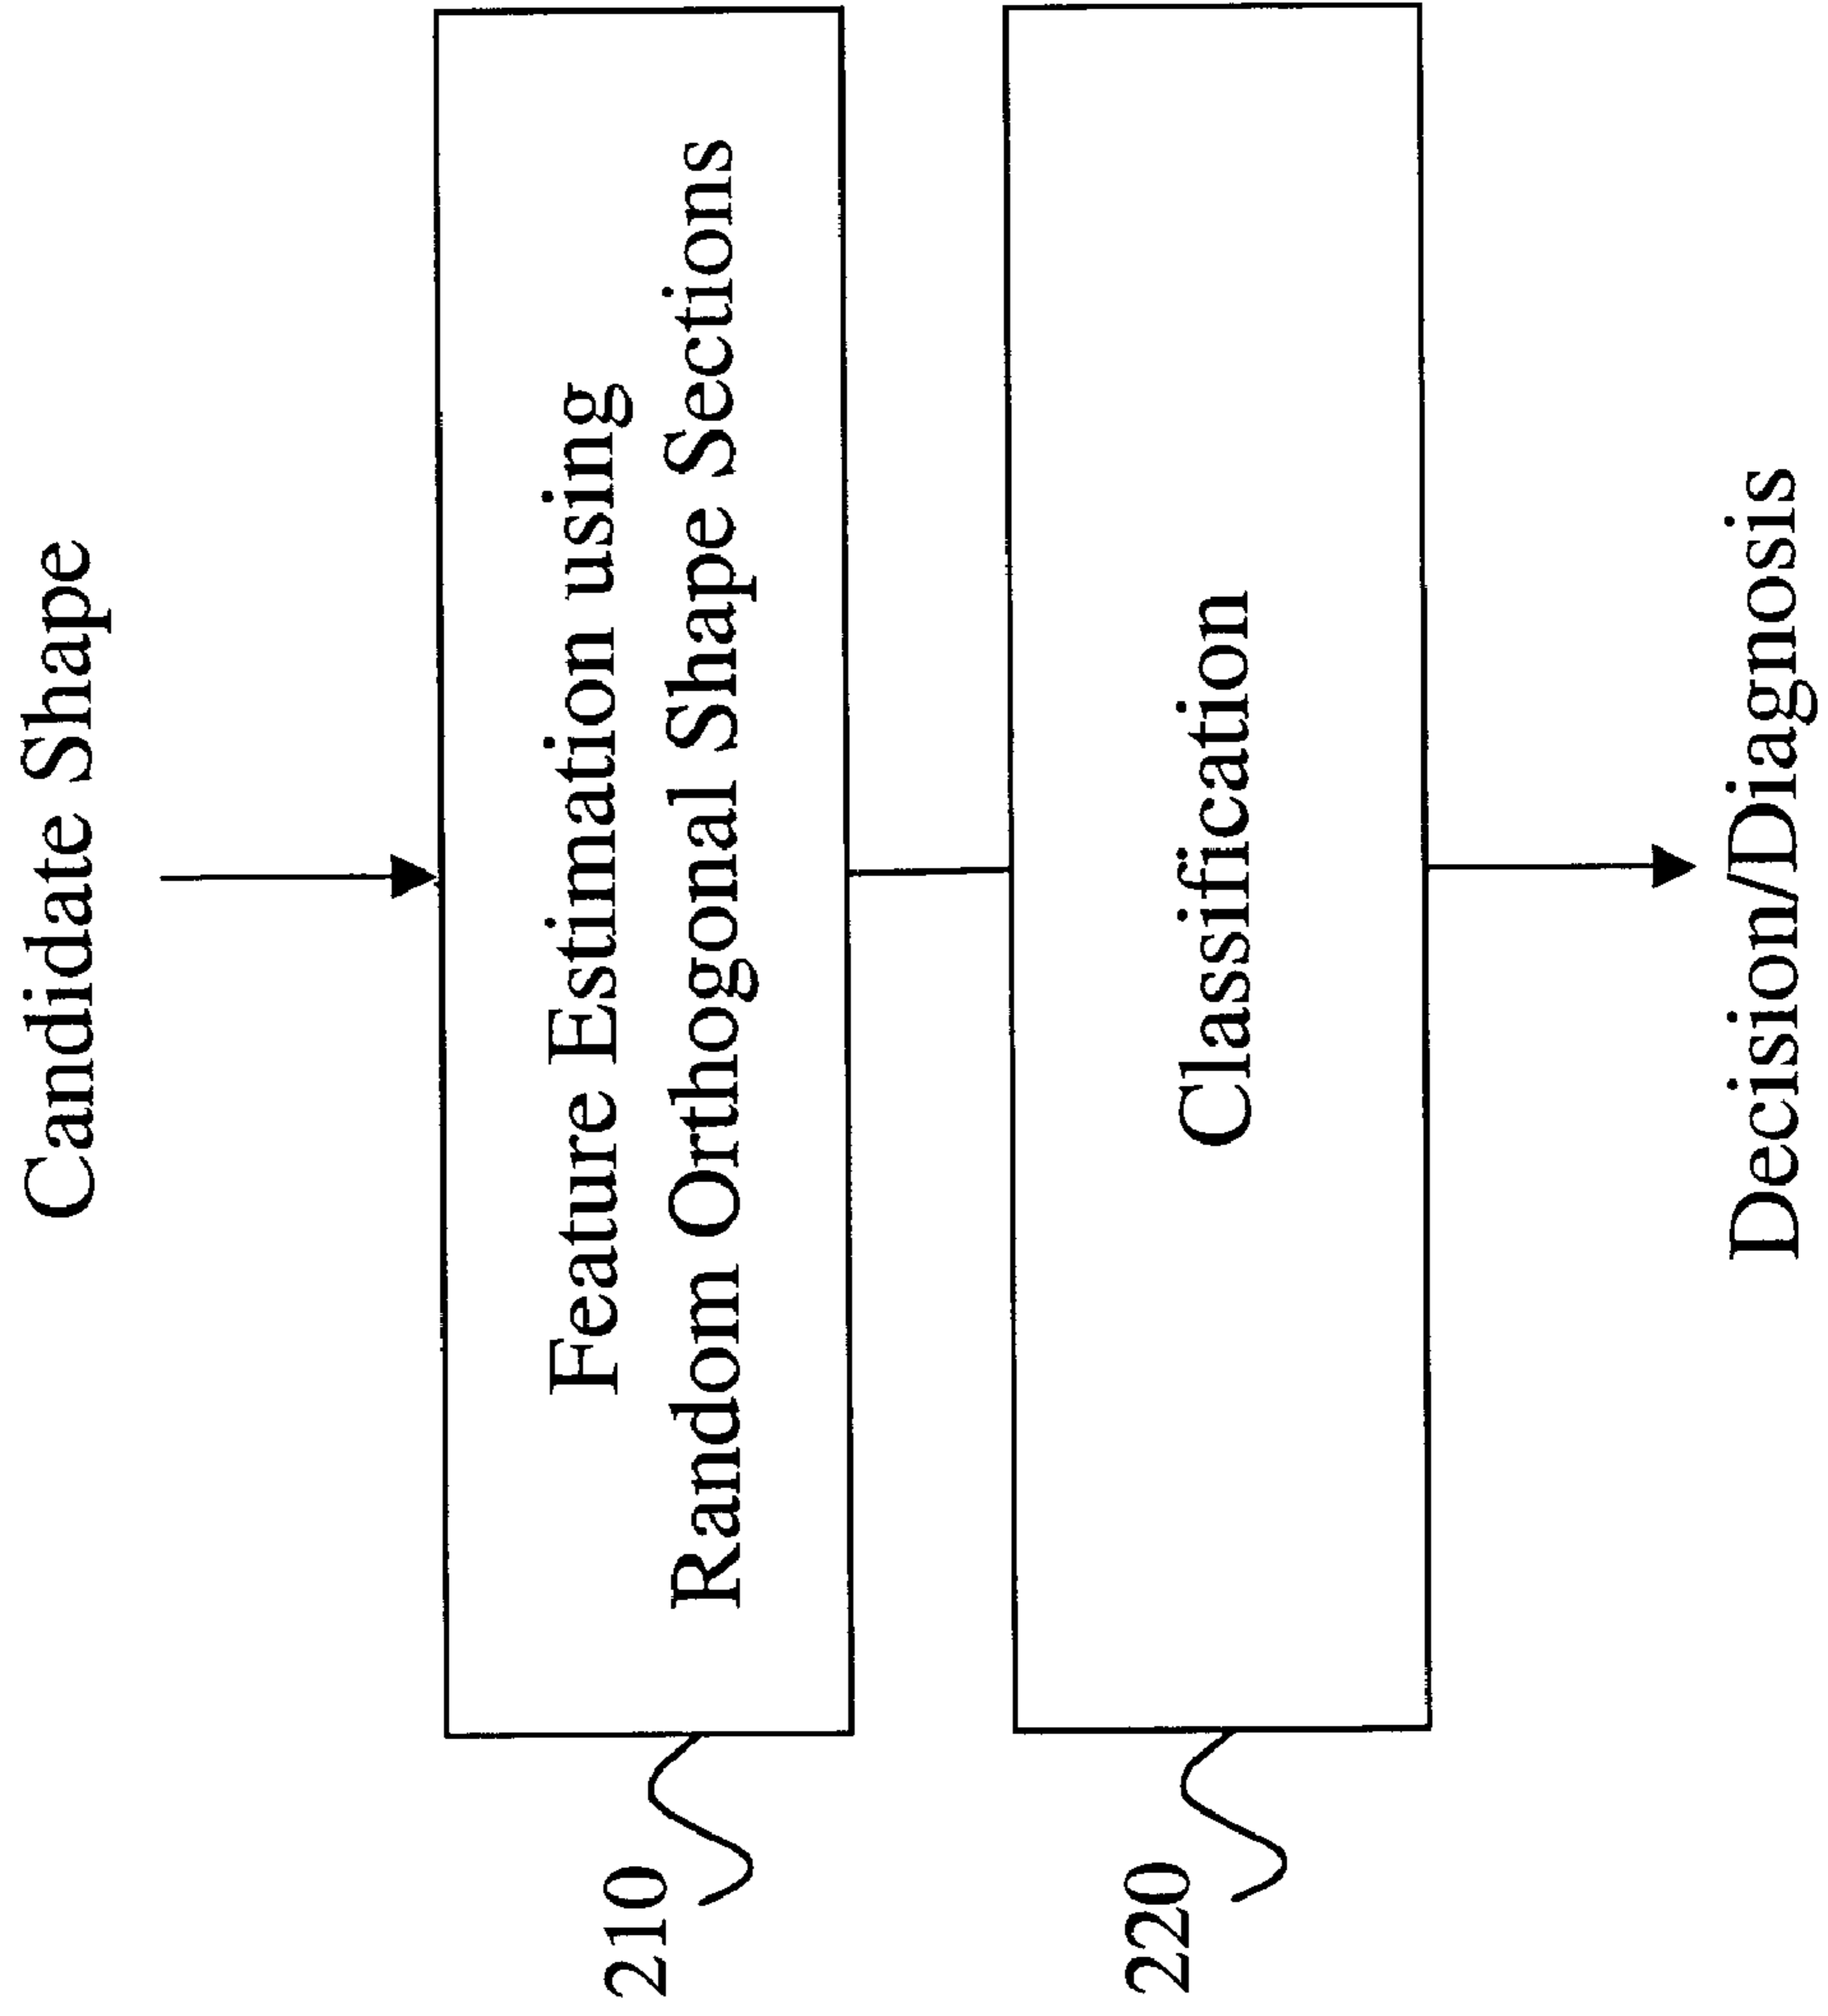 Candidate Shape
Feature Estimation using
Random Orthogonal Shape Sections
210
Classification
220
Decision/Diagnosis